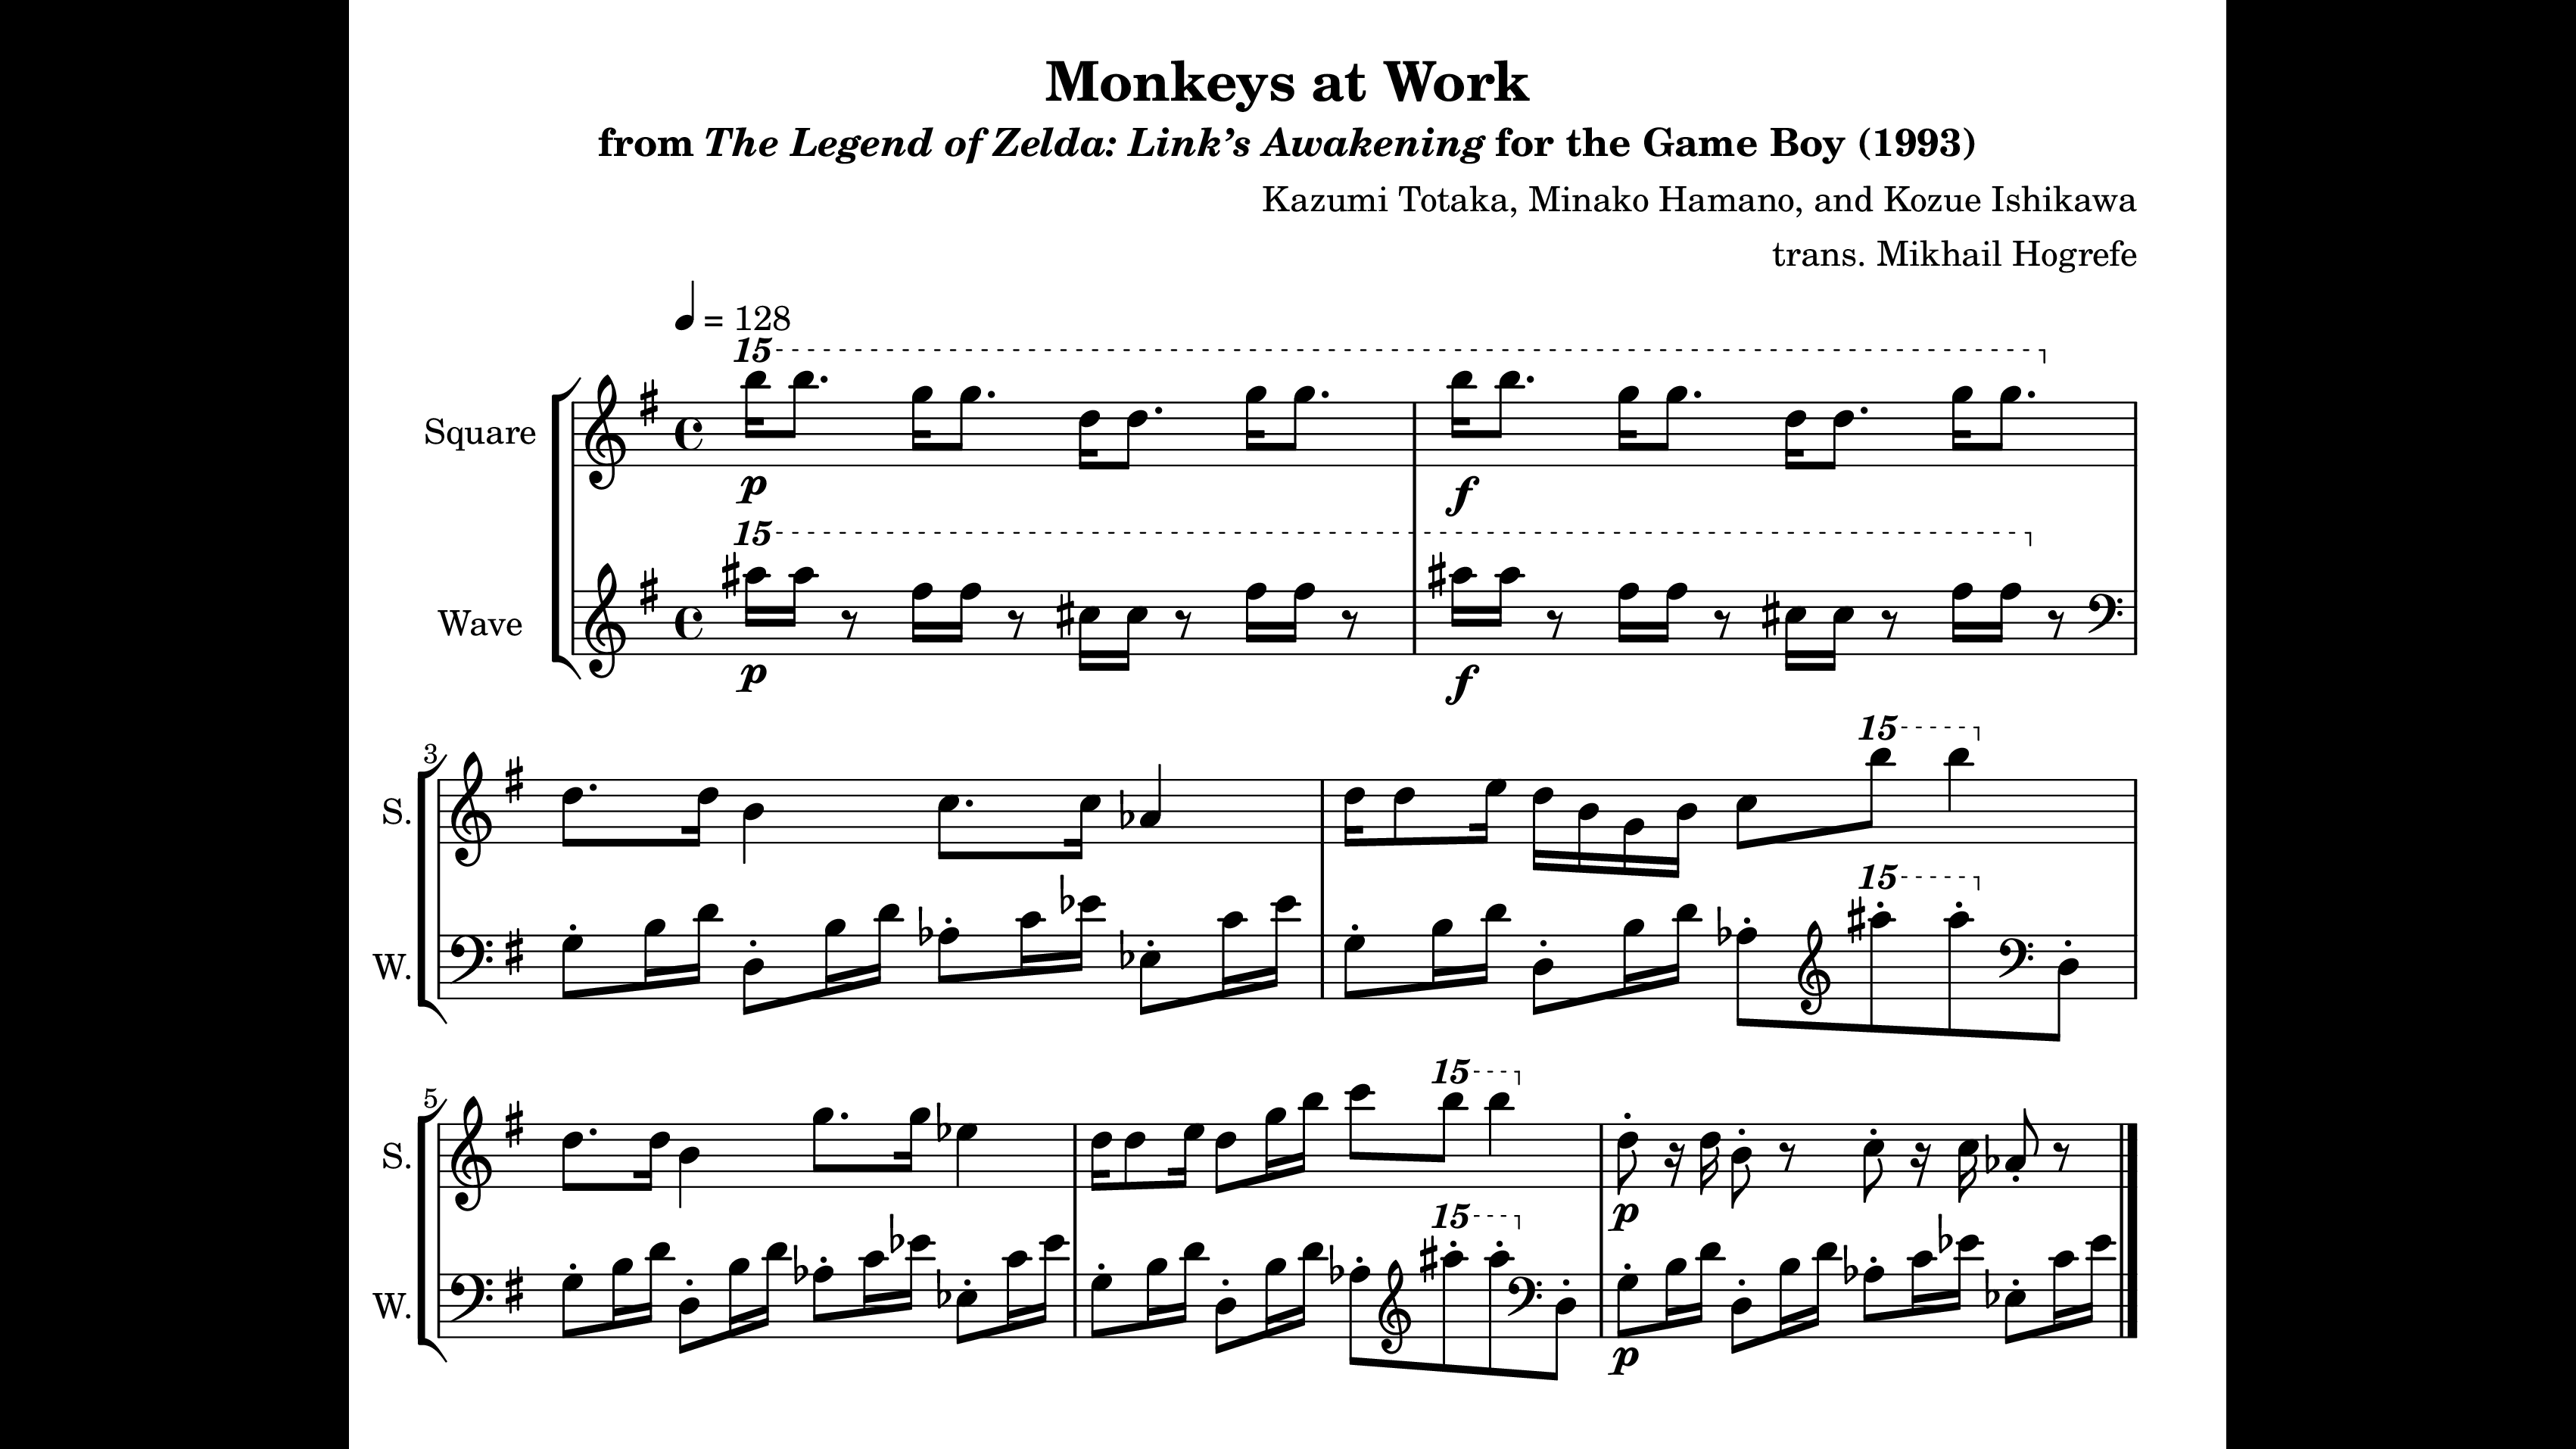 Monkeys at Work
from The Legend of Zelda: Link’s Awakening for the Game Boy (1993)
Kazumi Totaka, Minako Hamano, and Kozue Ishikawa
trans. Mikhail Hogrefe
= 128
15
Square
p
f
15
Wave
p
f
15
3
S.
15
W.
15
5
S.
p
15
W.
p